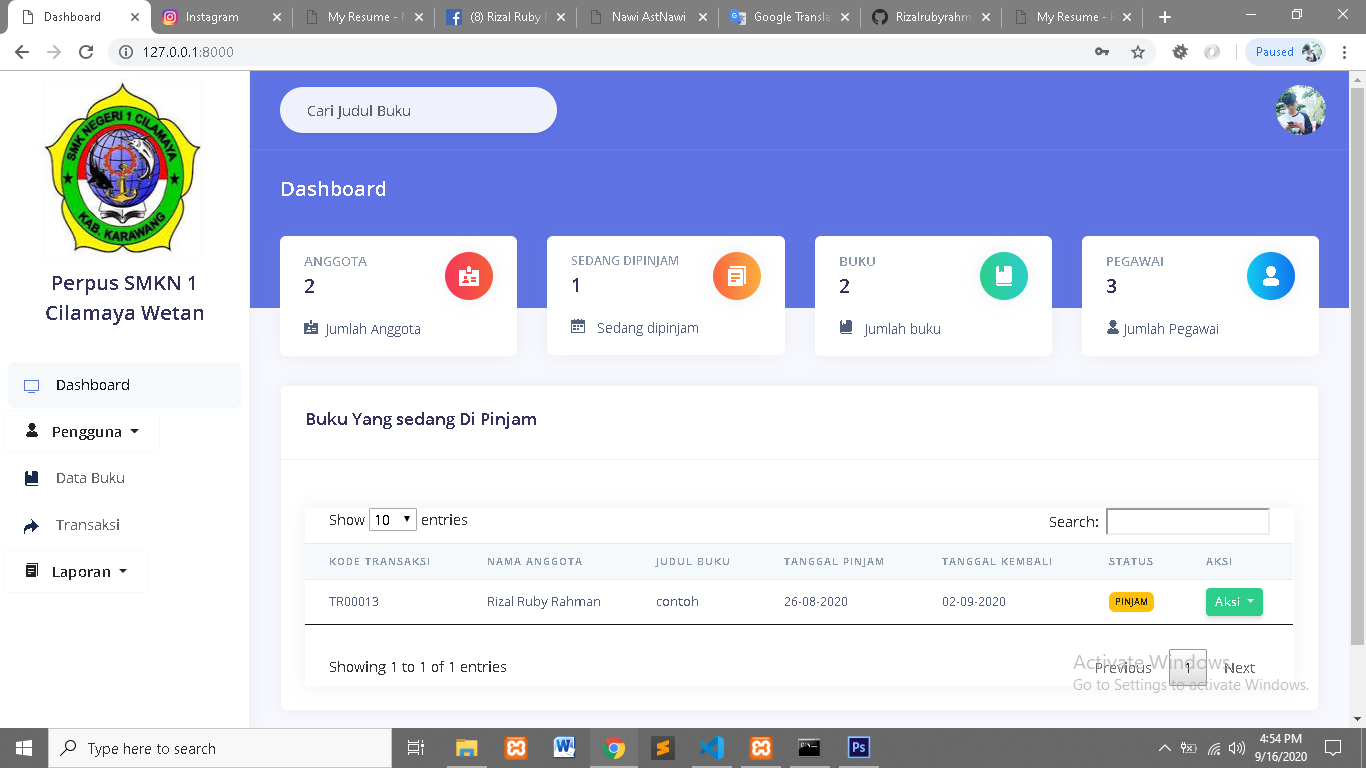 Dashboard
Instagram
My Resume -
(8) Rizal Ruby
Nawi AstNawi
Google Transla
Rizalrubyrahm
My Resume -
127.0.0.1:8000
Paused
SMK NEGERI 1 CILAMAYA
KAB. KARAWANG
Perpus SMKN 1
Cilamaya Wetan
Dashboard
Pengguna
Data Buku
Transaksi
Laporan
Cari Judul Buku
Dashboard
ANGGOTA
2
Jumlah Anggota
SEDANG DIPINJAM
1
Sedang dipinjam
BUKU
2
Jumlah buku
PEGAWAI
3
Jumlah Pegawai
Buku Yang sedang Di Pinjam
Show 10 entries
Search:
KODE TRANSAKSI NAMA ANGGOTA JUDUL BUKU TANGGAL PINJAM TANGGAL KEMBALI STATUS AKSI
TR00013 Rizal Ruby Rahman contoh 26-08-2020 02-09-2020 PINJAM Aksi
Showing 1 to 1 of 1 entries
Previous 1 Next
Activate Windows
Go to Settings to activate Windows.
Type here to search
4:54 PM
9/16/2020